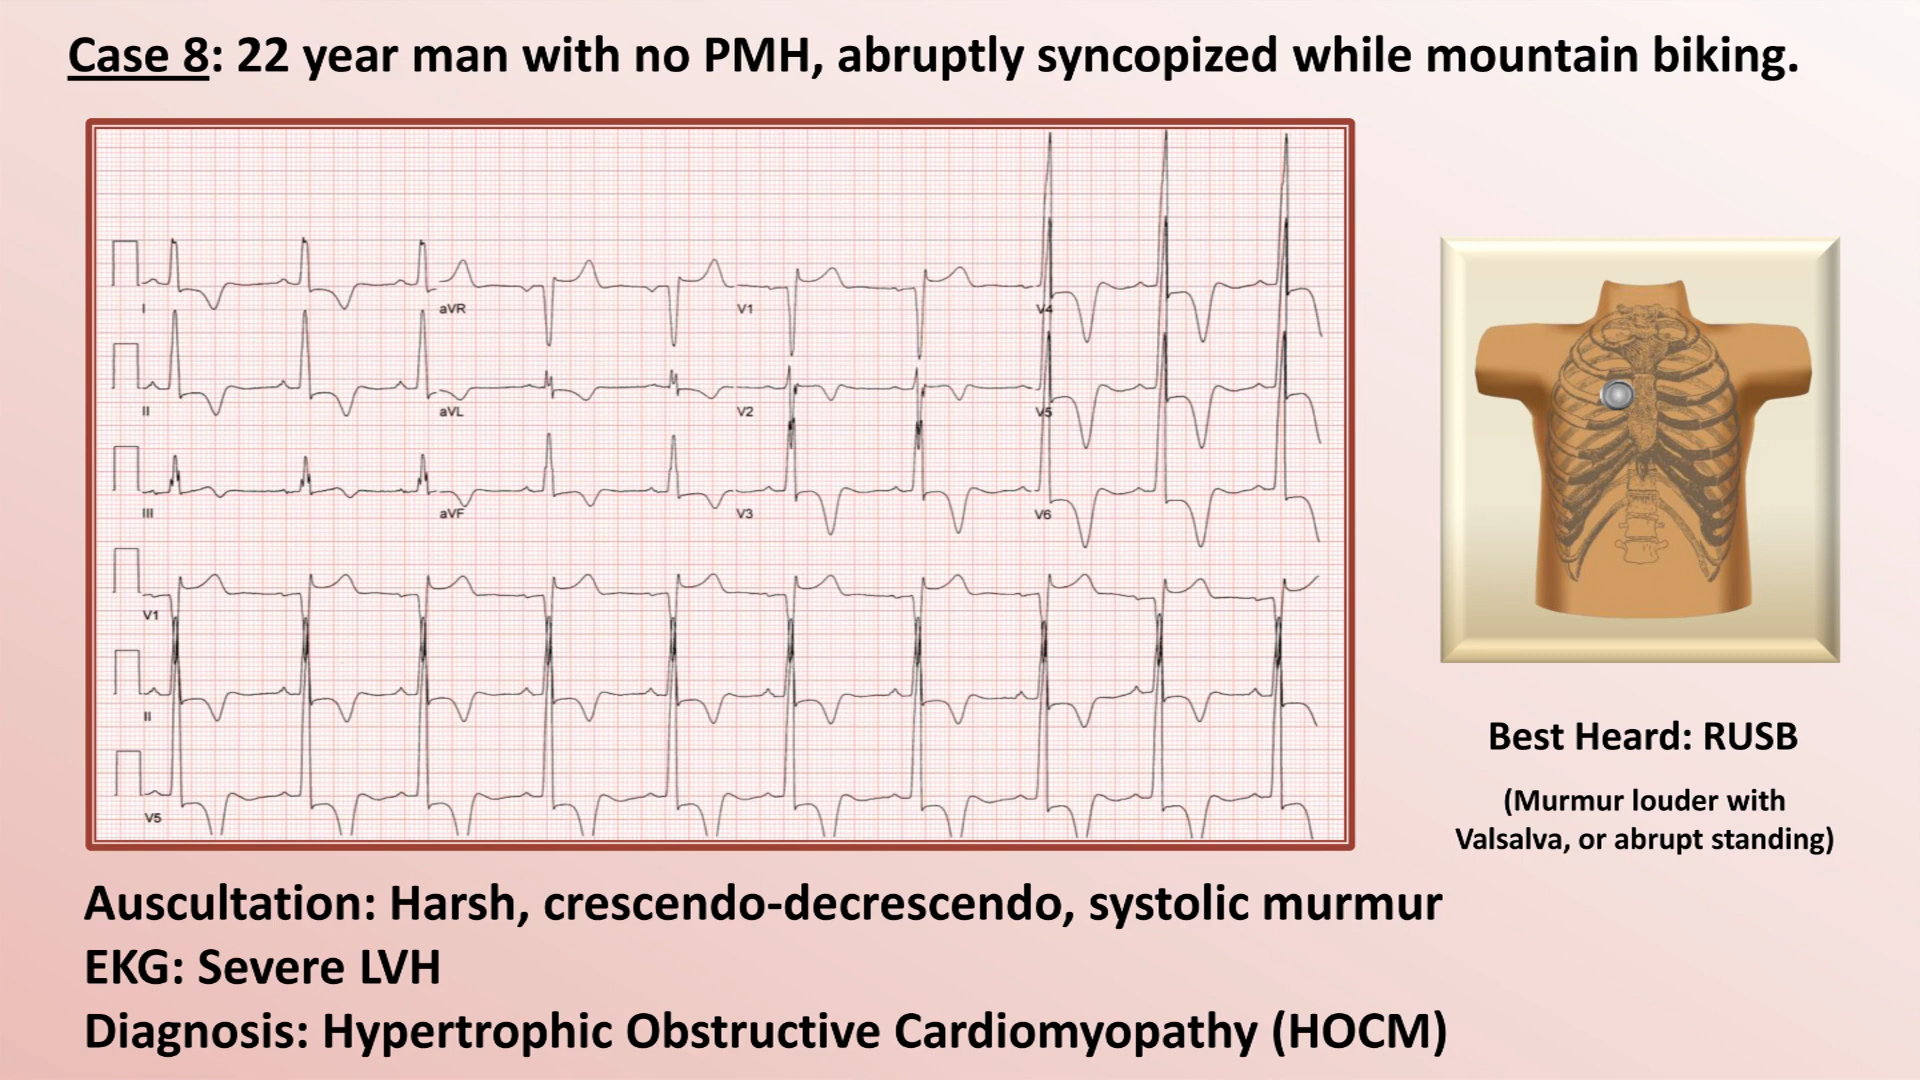 Case 8: 22 year man with no PMH, abruptly syncopized while mountain biking.
I
aVR
V1
V4
II
aVL
V2
V5
III
aVF
V3
V6
V1
II
V5
Best Heard: RUSB
(Murmur louder with
Valsalva, or abrupt standing)
Auscultation: Harsh, crescendo-decrescendo, systolic murmur
EKG: Severe LVH
Diagnosis: Hypertrophic Obstructive Cardiomyopathy (HOCM)